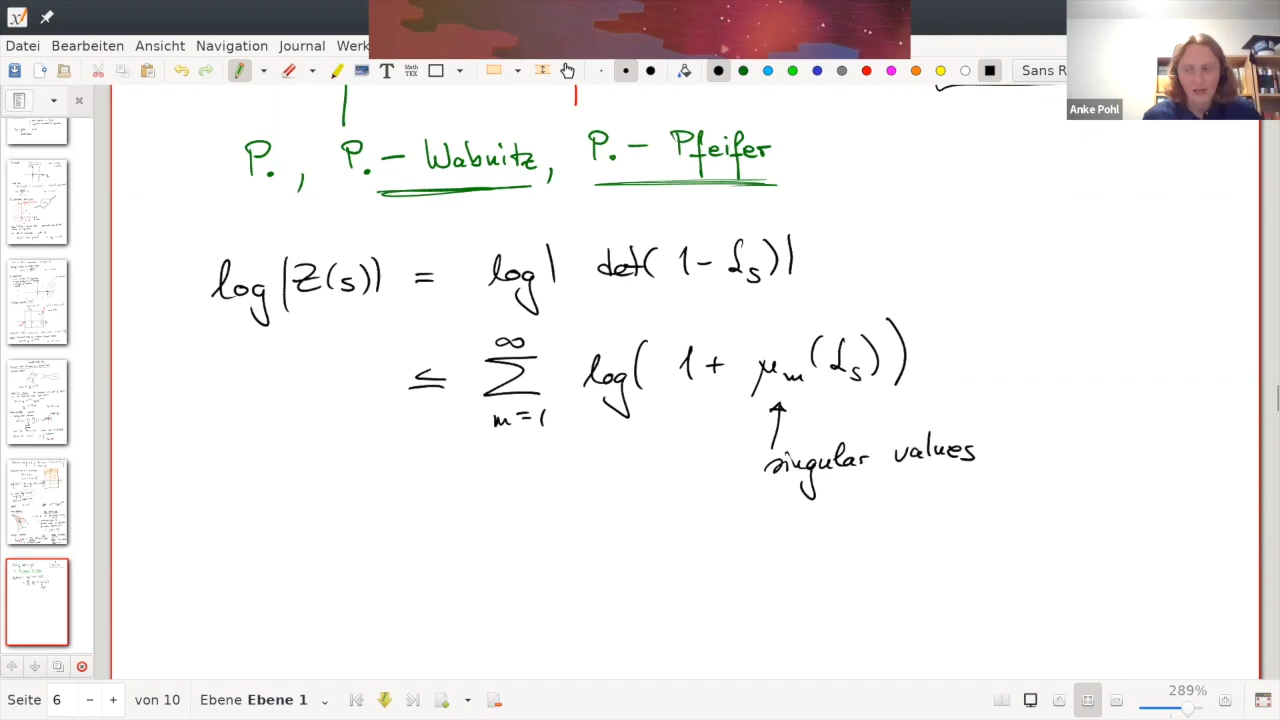 Datei Bearbeiten Ansicht Navigation Journal Werk
Sans R
Anke Pohl
P., P. – Wabnitz, P. – Pfeifer
log |Z(s)| = log | det( 1 - ℒ_s )|
≤ ∑_{m=1}^{∞} log( 1 + μ_m (ℒ_s) )
singular values
Seite 6 von 10 Ebene Ebene 1 289%